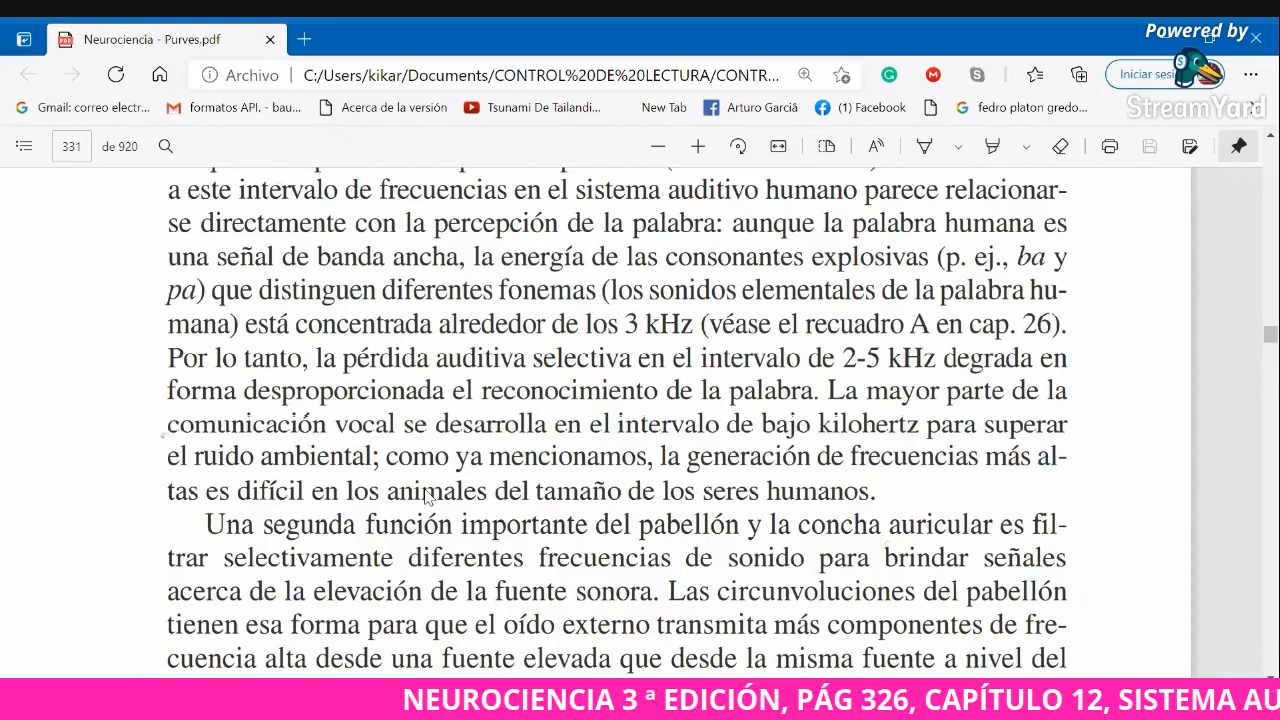 Powered by
Neurociencia - Purves.pdf
Archivo
C:/Users/kikar/Documents/CONTROL%20DE%20LECTURA/CONTR...
Iniciar sesi
StreamYard
Gmail: correo electr...
formatos API. - bau...
Acerca de la versión
Tsunami De Tailandi...
New Tab
Arturo Garciâ
(1) Facebook
fedro platon gredo...
331
de 920
a este intervalo de frecuencias en el sistema auditivo humano parece relacionar-
se directamente con la percepción de la palabra: aunque la palabra humana es
una señal de banda ancha, la energía de las consonantes explosivas (p. ej., ba y
pa) que distinguen diferentes fonemas (los sonidos elementales de la palabra hu-
mana) está concentrada alrededor de los 3 kHz (véase el recuadro A en cap. 26).
Por lo tanto, la pérdida auditiva selectiva en el intervalo de 2-5 kHz degrada en
forma desproporcionada el reconocimiento de la palabra. La mayor parte de la
comunicación vocal se desarrolla en el intervalo de bajo kilohertz para superar
el ruido ambiental; como ya mencionamos, la generación de frecuencias más al-
tas es difícil en los animales del tamaño de los seres humanos.
Una segunda función importante del pabellón y la concha auricular es fil-
trar selectivamente diferentes frecuencias de sonido para brindar señales
acerca de la elevación de la fuente sonora. Las circunvoluciones del pabellón
tienen esa forma para que el oído externo transmita más componentes de fre-
cuencia alta desde una fuente elevada que desde la misma fuente a nivel del
NEUROCIENCIA 3 ª EDICIÓN, PÁG 326, CAPÍTULO 12, SISTEMA AU